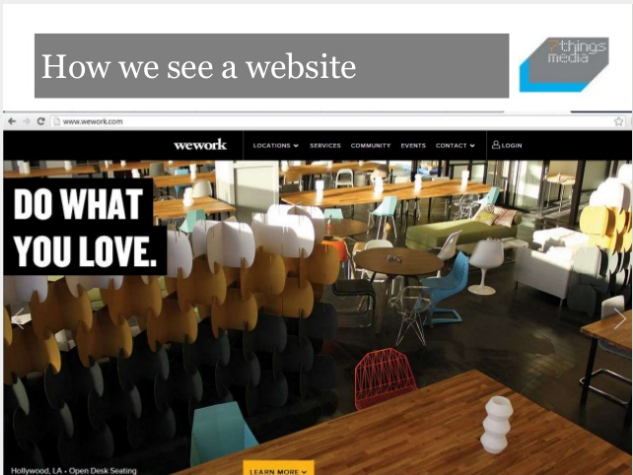 How we see a website
7things
media
www.wework.com
wework
LOCATIONS SERVICES COMMUNITY EVENTS CONTACT LOGIN
DO WHAT
YOU LOVE.
Hollywood, LA • Open Desk Seating
LEARN MORE